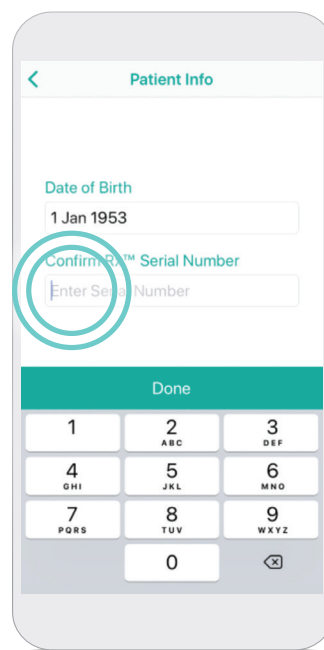 Patient Info
Date of Birth
1 Jan 1953
Confirm Rx™ Serial Number
Enter Serial Number
Done
1 2 3
ABC DEF
4 5 6
GHI JKL MNO
7 8 9
PQRS TUV WXYZ
0